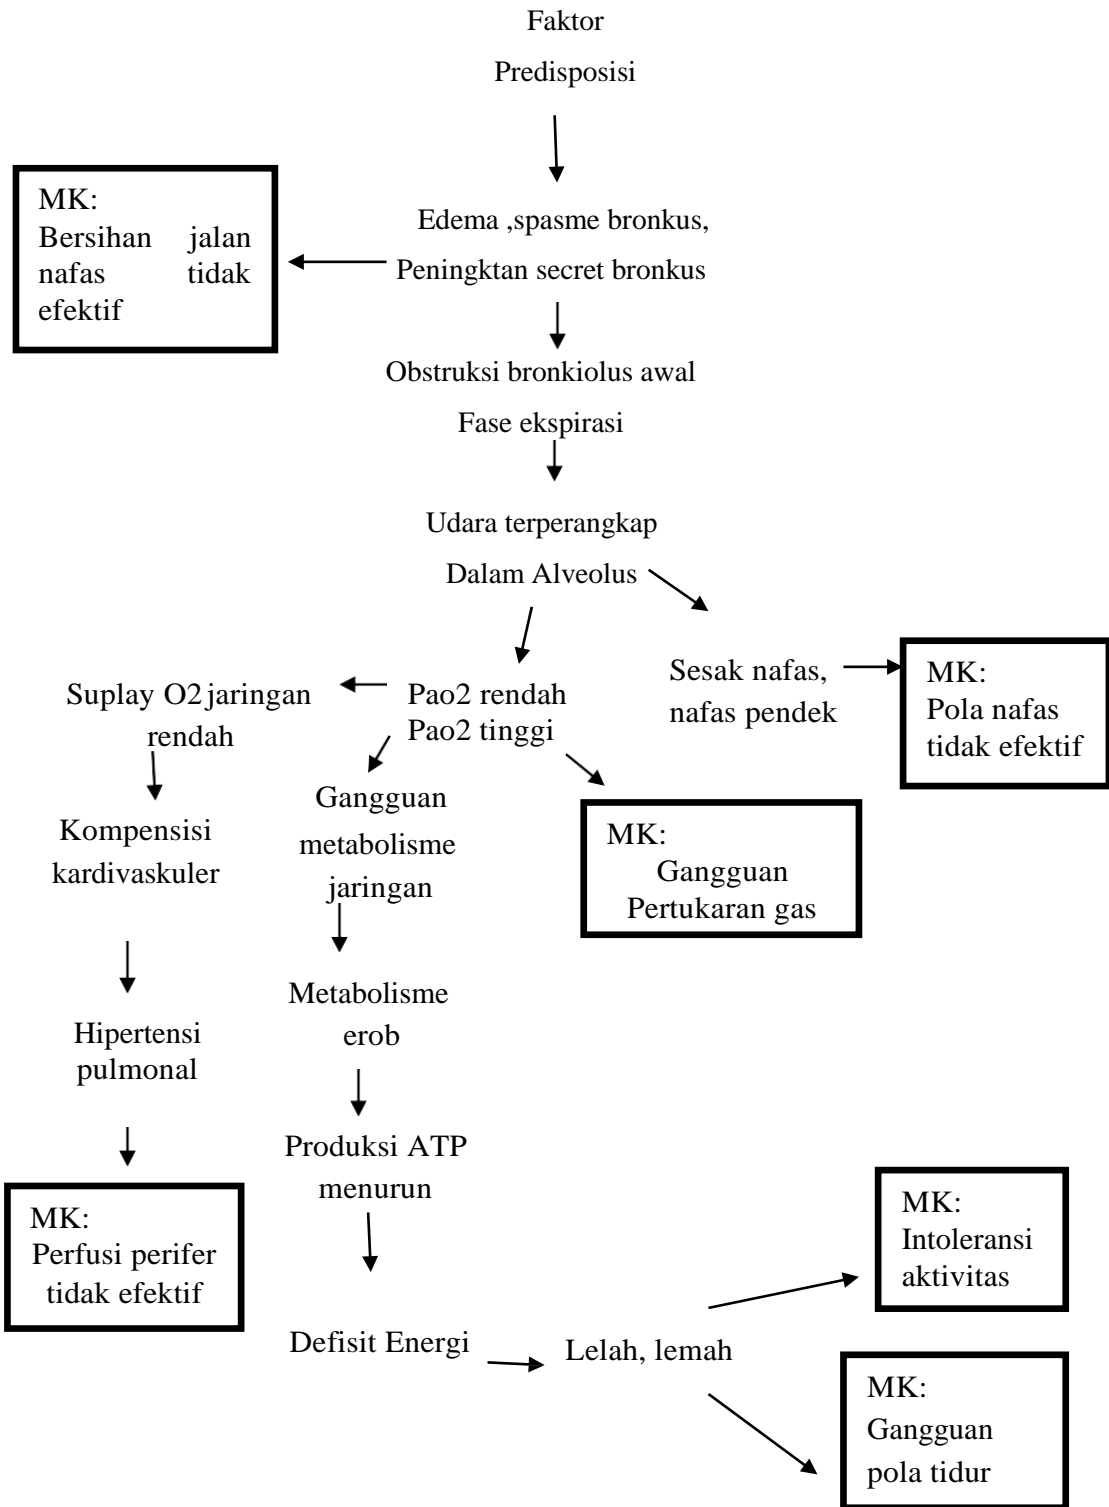 Faktor
Predisposisi
MK:
Bersihan jalan
nafas tidak
efektif
Edema ,spasme bronkus,
Peningktan secret bronkus
Obstruksi bronkiolus awal
Fase ekspirasi
Udara terperangkap
Dalam Alveolus
Suplay O2 jaringan
rendah
Pao2 rendah
Pao2 tinggi
Sesak nafas,
nafas pendek
MK:
Pola nafas
tidak efektif
Kompensisi
kardivaskuler
Gangguan
metabolisme
jaringan
MK:
Gangguan
Pertukaran gas
Hipertensi
pulmonal
Metabolisme
erob
Produksi ATP
menurun
MK:
Perfusi perifer
tidak efektif
Defisit Energi
Lelah, lemah
MK:
Intoleransi
aktivitas
MK:
Gangguan
pola tidur